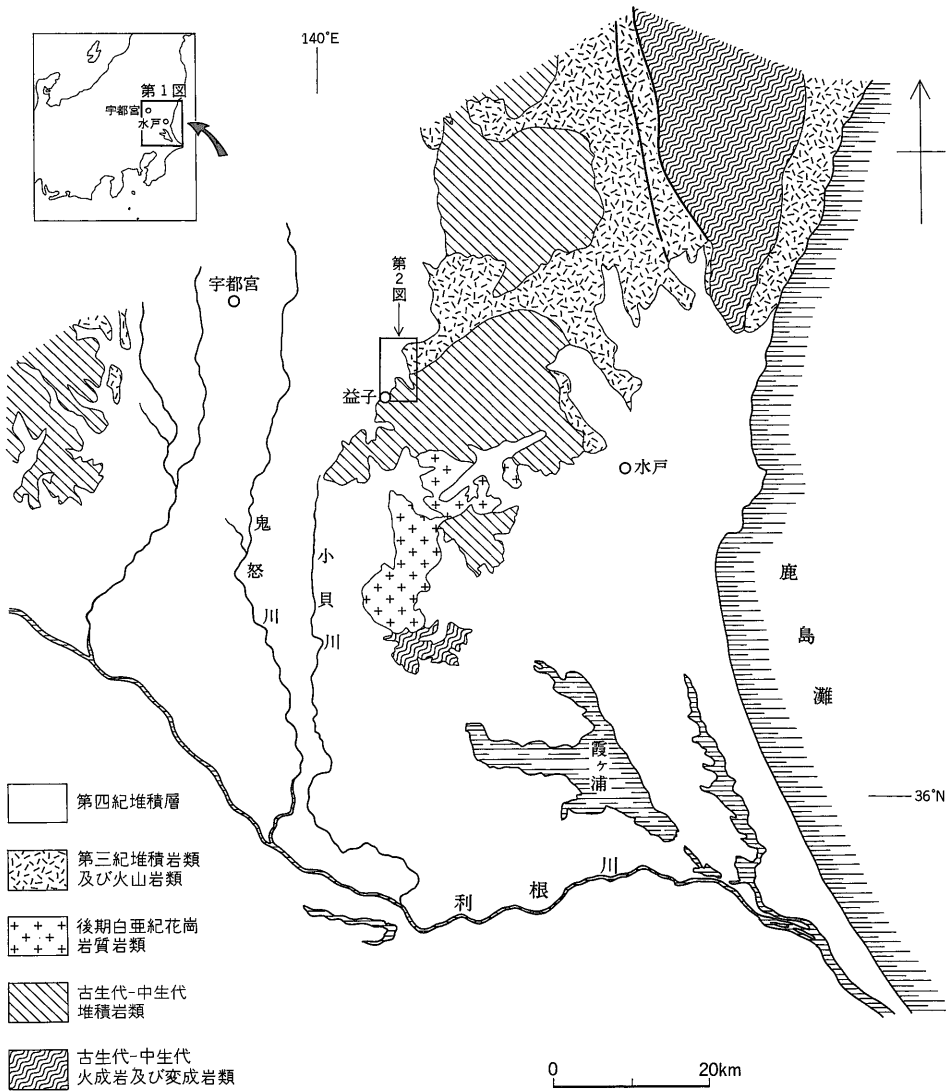 140°E
第1図
宇都宮
水戸
宇都宮
第2図
益子
水戸
鬼怒川
小貝川
鹿島灘
霞ヶ浦
36°N
利根川
第四紀堆積層
第三紀堆積岩類
及び火山岩類
後期白亜紀花崗
岩質岩類
古生代-中生代
堆積岩類
古生代-中生代
火成岩及び変成岩類
0 20km